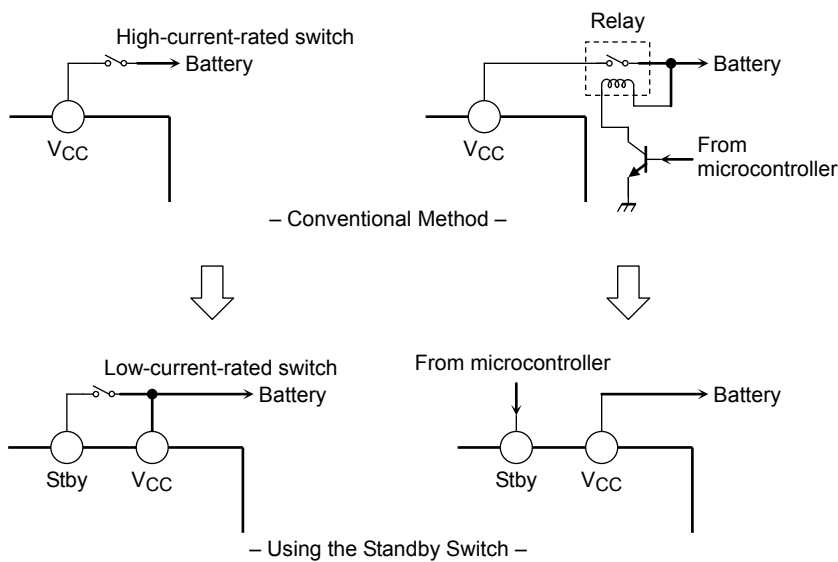 High-current-rated switch
Battery
VCC
Relay
Battery
VCC
From
microcontroller
– Conventional Method –
Low-current-rated switch
Battery
Stby
VCC
From microcontroller
Battery
Stby
VCC
– Using the Standby Switch –